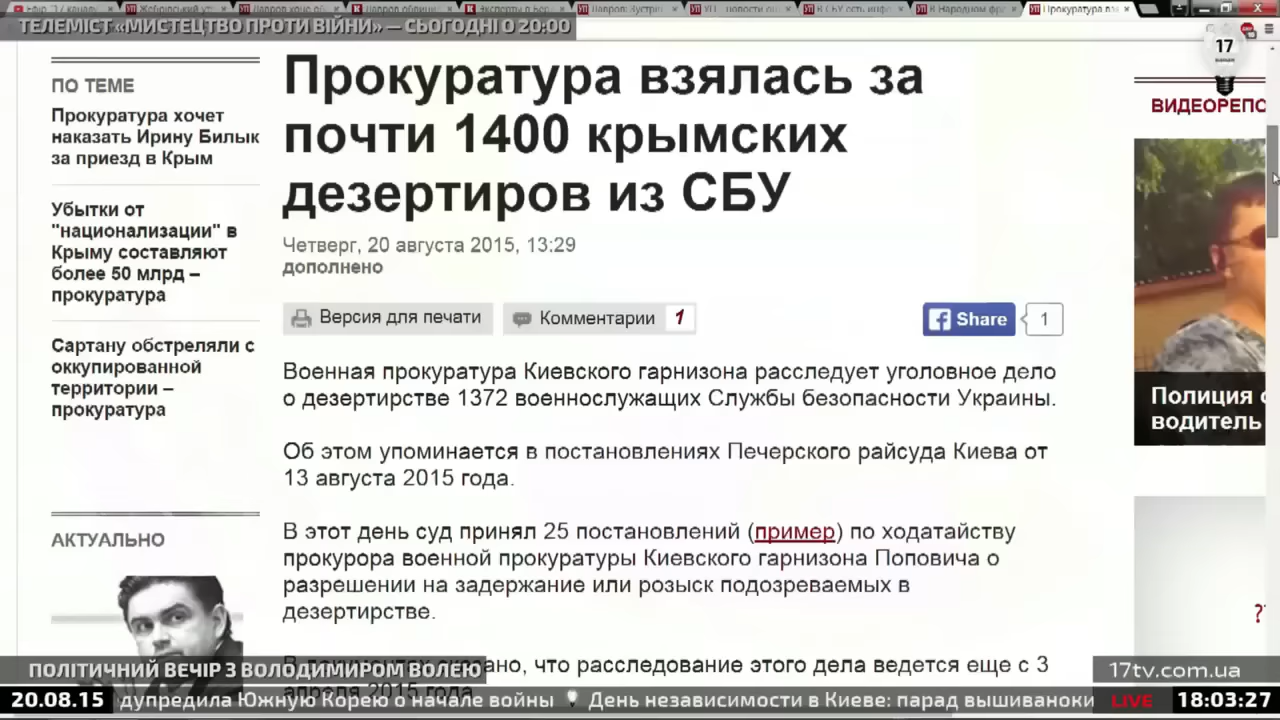 ТЕЛЕМІСТ «МИСТЕЦТВО ПРОТИ ВІЙНИ» — СЬОГОДНІ О 20:00
17
ПО ТЕМЕ
Прокуратура хочет
наказать Ирину Билык
за приезд в Крым
Убытки от
"национализации" в
Крыму составляют
более 50 млрд –
прокуратура
Сартану обстреляли с
оккупированной
территории –
прокуратура
АКТУАЛЬНО
Прокуратура взялась за
почти 1400 крымских
дезертиров из СБУ
Четверг, 20 августа 2015, 13:29
дополнено
Версия для печати
Комментарии 1
Share 1
Военная прокуратура Киевского гарнизона расследует уголовное дело
о дезертирстве 1372 военнослужащих Службы безопасности Украины.
Об этом упоминается в постановлениях Печерского райсуда Киева от
13 августа 2015 года.
В этот день суд принял 25 постановлений (пример) по ходатайству
прокурора военной прокуратуры Киевского гарнизона Поповича о
разрешении на задержание или розыск подозреваемых в
дезертирстве.
что расследование этого дела ведется еще с 3
апреля 2015 года
ВИДЕОРЕПО
Полиция
водитель
?
ПОЛІТИЧНИЙ ВЕЧІР З ВОЛОДИМИРОМ ВОЛЕЮ
17tv.com.ua
20.08.15 дупредила Южную Корею о начале войны День независимости в Киеве: парад вышиванки LIVE 18:03:27